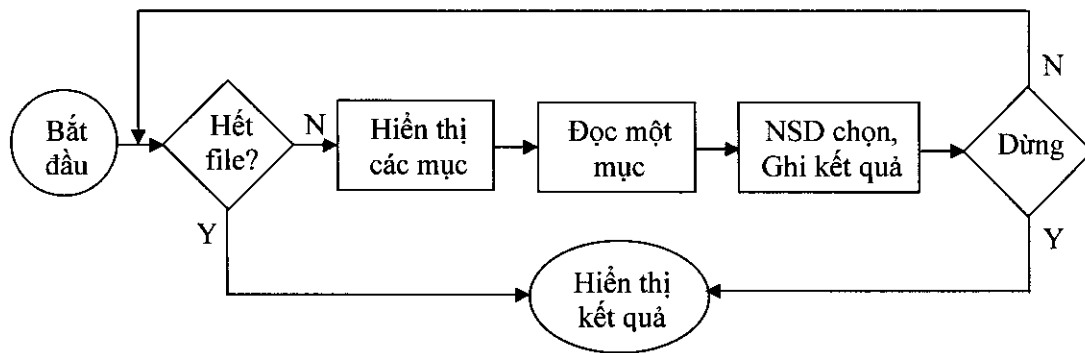 N
Bắt
đầu
Hết
file?
N
Hiển thị
các mục
Đọc một
mục
NSD chọn,
Ghi kết quả
Dừng
Y
Y
Hiển thị
kết quả